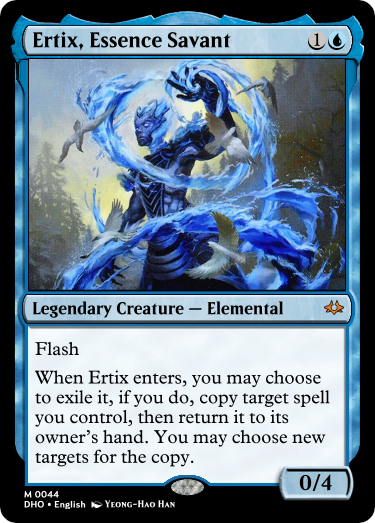 Ertix, Essence Savant 1
Legendary Creature — Elemental
Flash
When Ertix enters, you may choose
to exile it, if you do, copy target spell
you control, then return it to its
owner's hand. You may choose new
targets for the copy.
0/4
M 0044
DHO • English Yeong-Hao Han